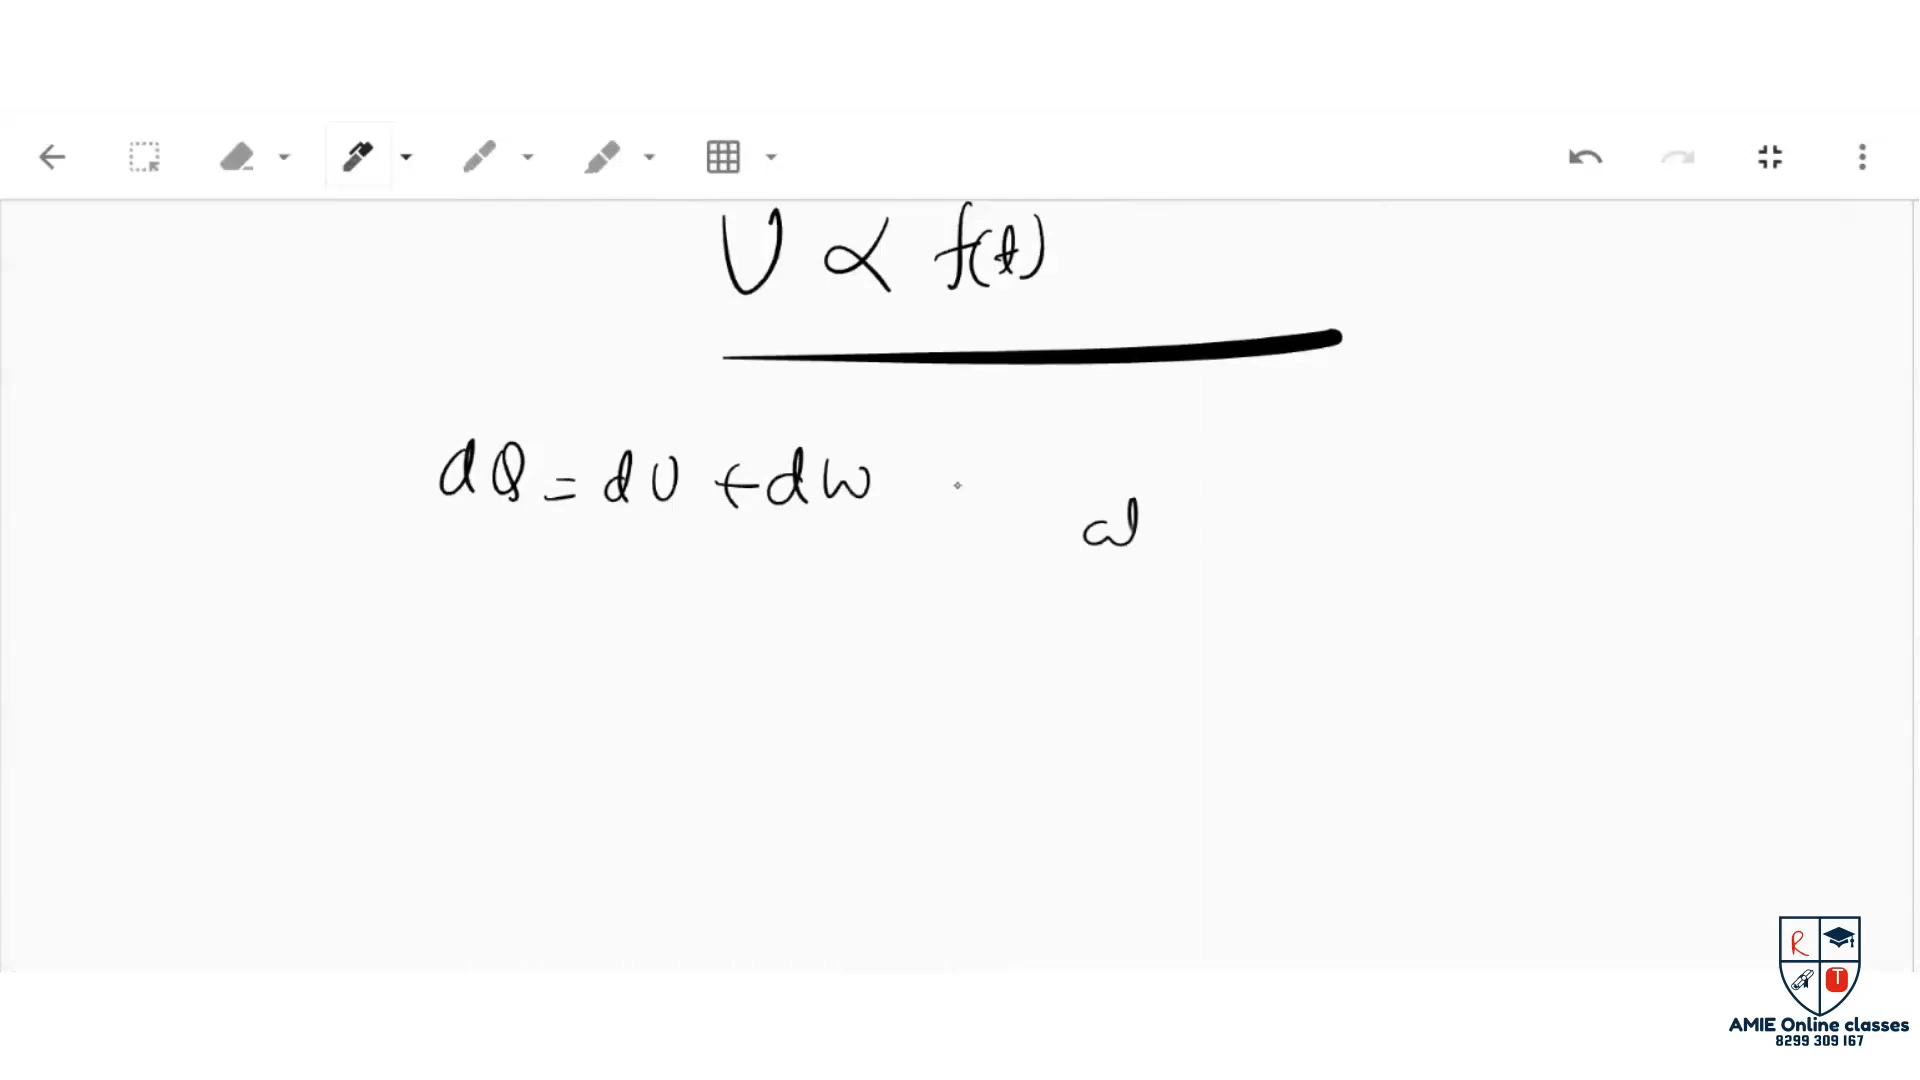 U ∝ f(t)
dQ = dU + dW
R
T
AMIE Online classes
8299 309 167